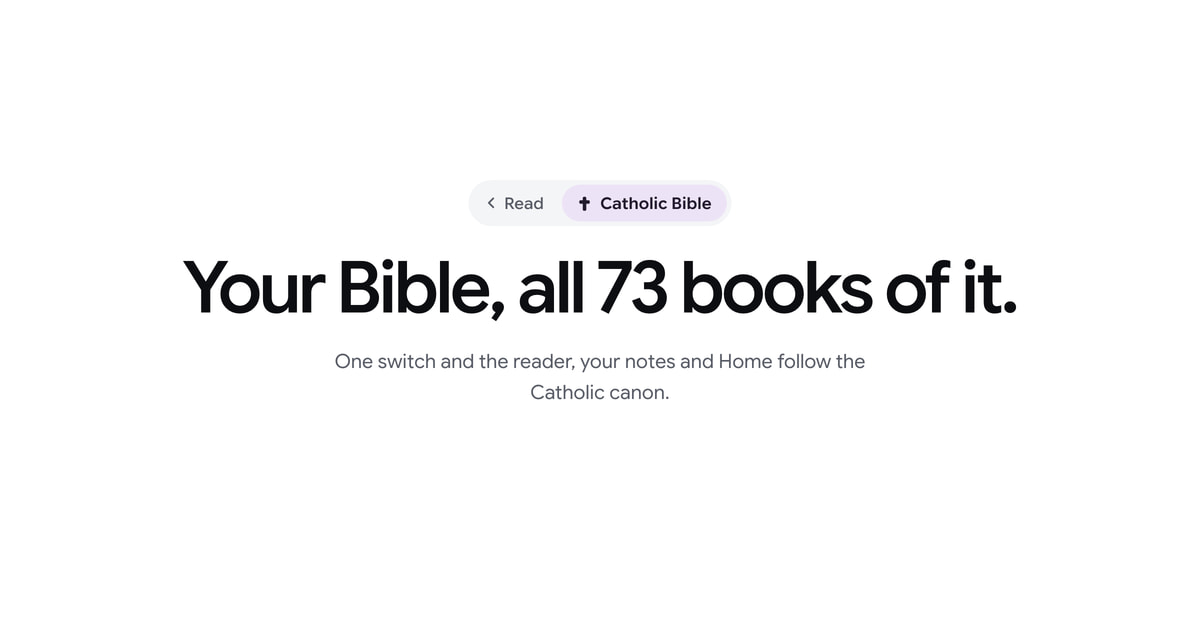 Read
Catholic Bible
Your Bible, all 73 books of it.
One switch and the reader, your notes and Home follow the
Catholic canon.